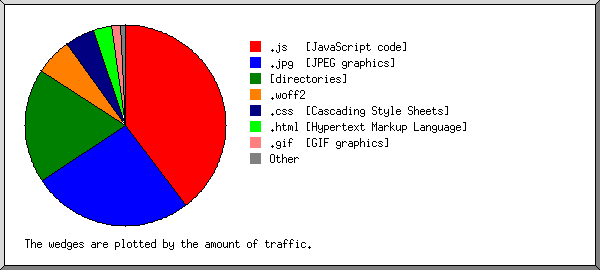 .js [JavaScript code]
.jpg [JPEG graphics]
[directories]
.woff2
.css [Cascading Style Sheets]
.html [Hypertext Markup Language]
.gif [GIF graphics]
Other
The wedges are plotted by the amount of traffic.